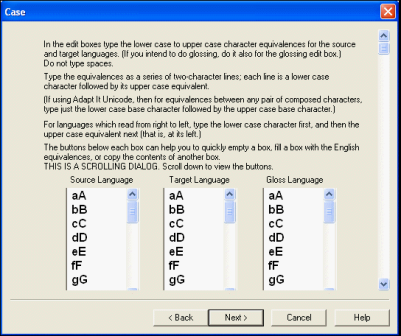 Case
In the edit boxes type the lower case to upper case character equivalences for the source
and target languages. (If you intend to do glossing, do it also for the glossing edit box.)
Do not type spaces.
Type the equivalences as a series of two-character lines; each line is a lower case
character followed by its upper case equivalent.
(If using Adapt It Unicode, then for equivalences between any pair of composed characters,
type just the lower case base character followed by the upper case base character.)
For languages which read from right to left, type the lower case character first, and then the
upper case equivalent next (that is, at its left.)
The buttons below each box can help you to quickly empty a box, fill a box with the English
equivalences, or copy the contents of another box.
THIS IS A SCROLLING DIALOG. Scroll down to view the buttons.
Source Language Target Language Gloss Language
aA aA aA
bB bB bB
cC cC cC
dD dD dD
eE eE eE
fF fF fF
gG gG gG
< Back Next > Cancel Help